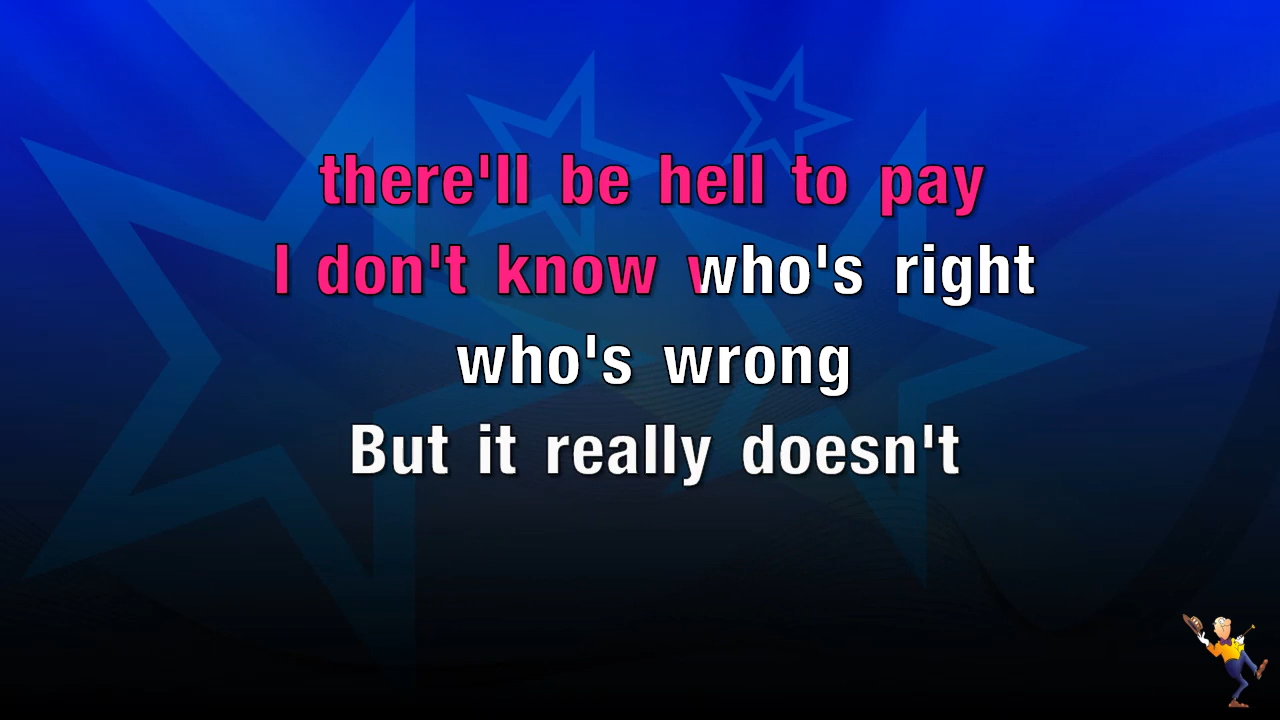 there'll be hell to pay
I don't know who's right
who's wrong
But it really doesn't